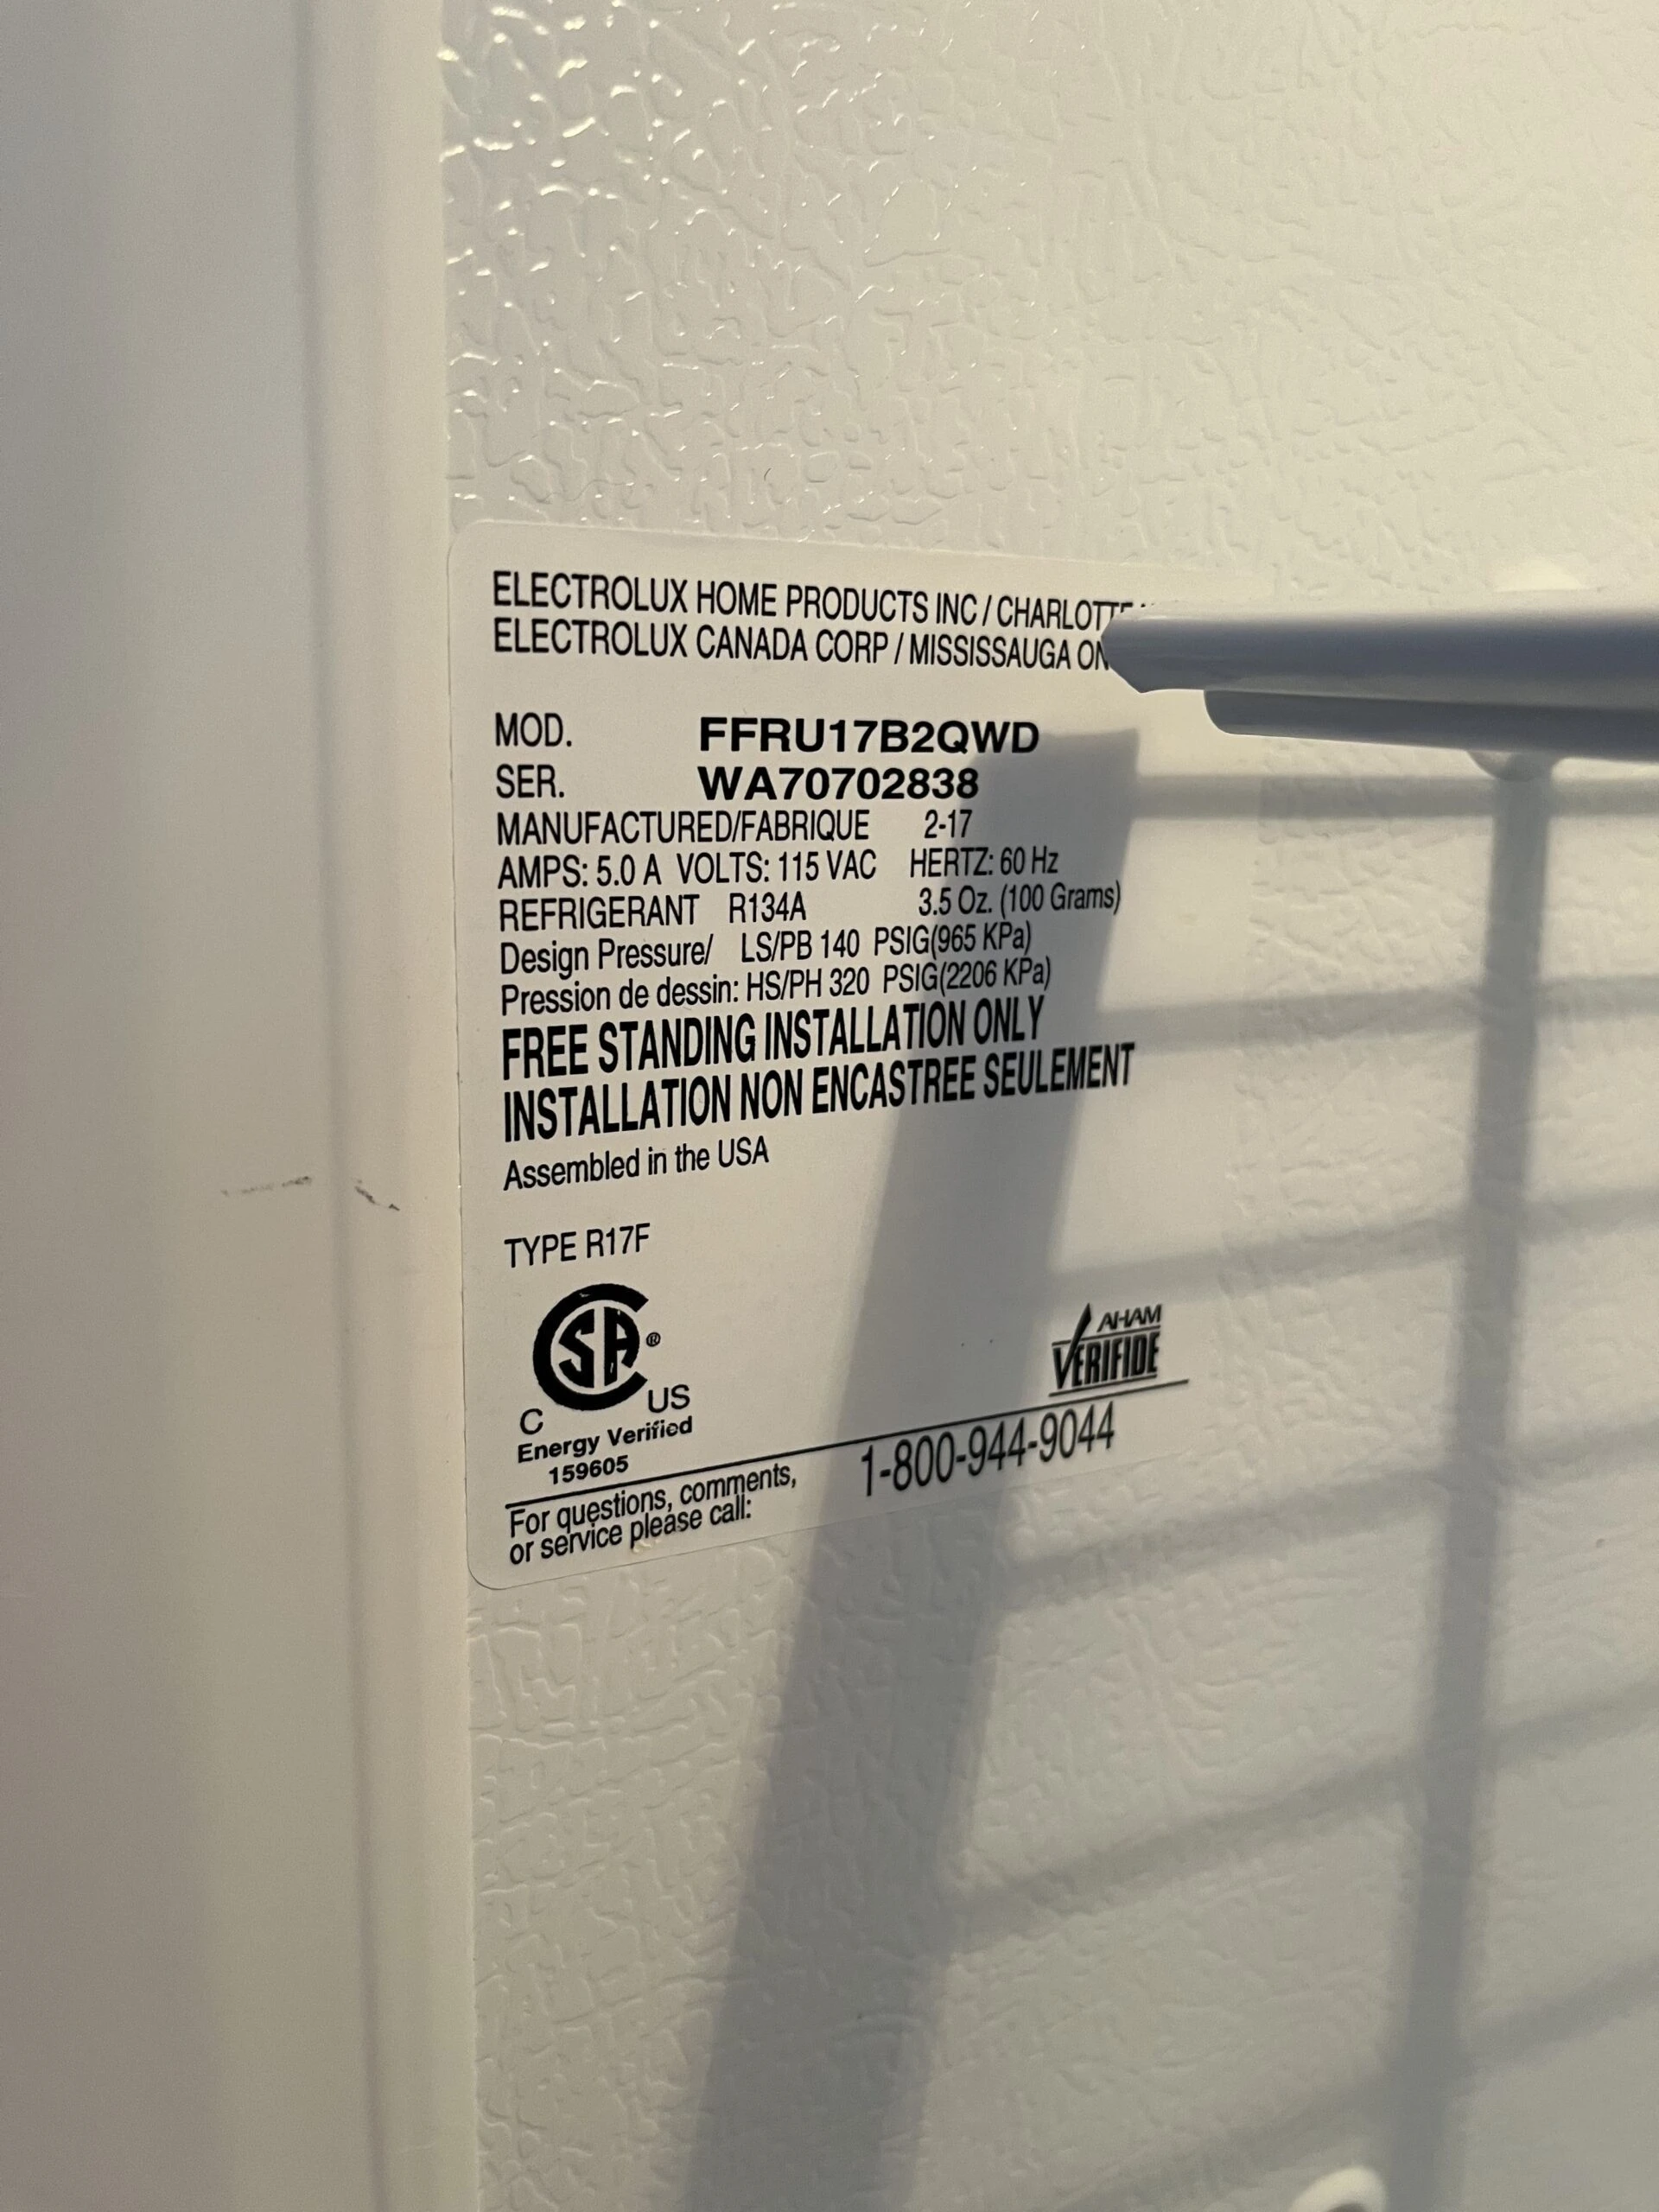 ELECTROLUX HOME PRODUCTS INC / CHARLOTTE
ELECTROLUX CANADA CORP / MISSISSAUGA ON
MOD. FFRU17B2QWD
SER. WA70702838
MANUFACTURED/FABRIQUE 2-17
AMPS: 5.0 A VOLTS: 115 VAC HERTZ: 60 Hz
REFRIGERANT R134A 3.5 Oz. (100 Grams)
Design Pressure/ LS/PB 140 PSIG(965 KPa)
Pression de dessin: HS/PH 320 PSIG(2206 KPa)
FREE STANDING INSTALLATION ONLY
INSTALLATION NON ENCASTREE SEULEMENT
Assembled in the USA
TYPE R17F
SA®
C US
Energy Verified
159605
AHAM
VERIFIDE
For questions, comments,
or service please call:
1-800-944-9044